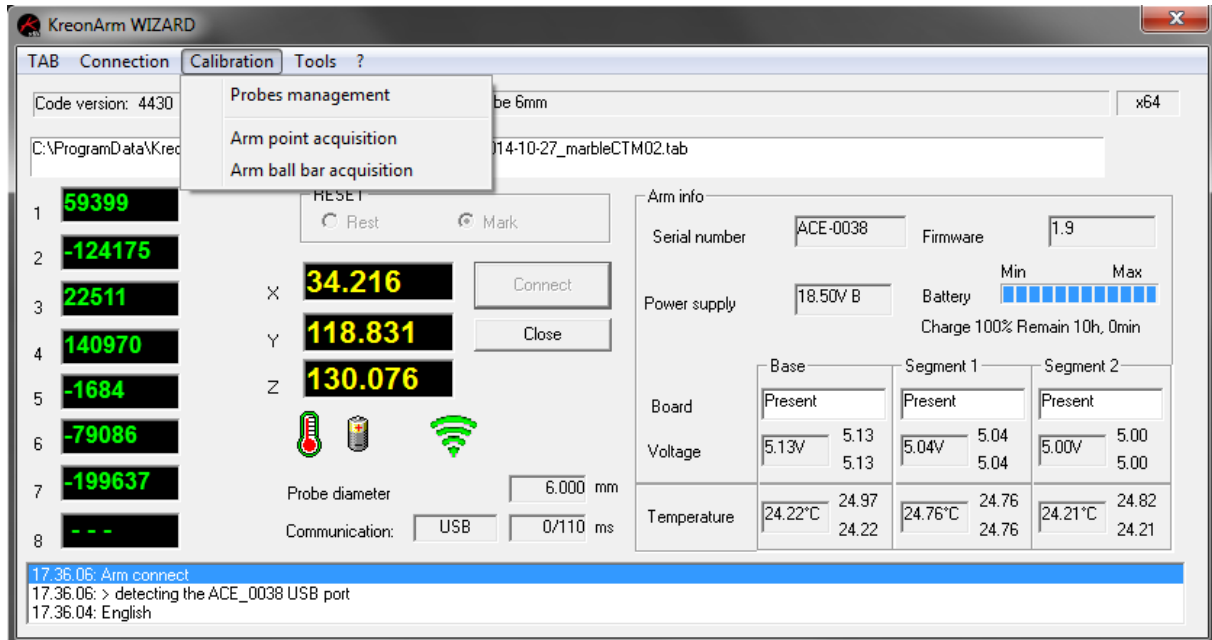 KreonArm WIZARD
TAB Connection Calibration Tools ?
Probes management
Arm point acquisition
Arm ball bar acquisition
Code version: 4430 be 6mm x64
C:\ProgramData\Kreo 014-10-27_marbleCTM02.tab
RESET
Rest Mark
1 59399
2 -124175
3 22511
4 140970
5 -1684
6 -79086
7 -199637
8 ---
X 34.216
Y 118.831
Z 130.076
Connect
Close
Probe diameter 6.000 mm
Communication: USB 0/110 ms
Arm info
Serial number ACE-0038 Firmware 1.9
Power supply 18.50V B Battery Min Max
Charge 100% Remain 10h, 0min
Base Segment 1 Segment 2
Board Present Present Present
Voltage 5.13V 5.13 5.04V 5.04 5.00V 5.00
5.13 5.04 5.00
Temperature 24.22°C 24.97 24.76°C 24.76 24.21°C 24.82
24.22 24.76 24.21
17.36.06: Arm connect
17.36.06: > detecting the ACE_0038 USB port
17.36.04: English